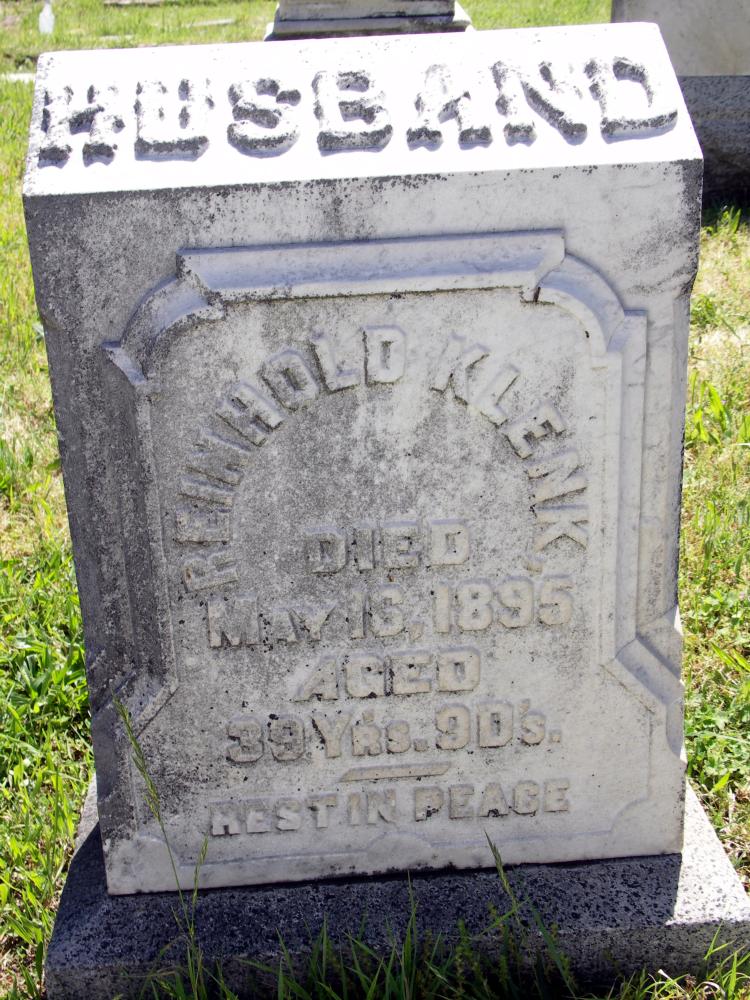 HUSBAND
REINHOLD KLENK,
DIED
MAY 16, 1895
AGED
39 YR'S. 9 D'S.
REST IN PEACE